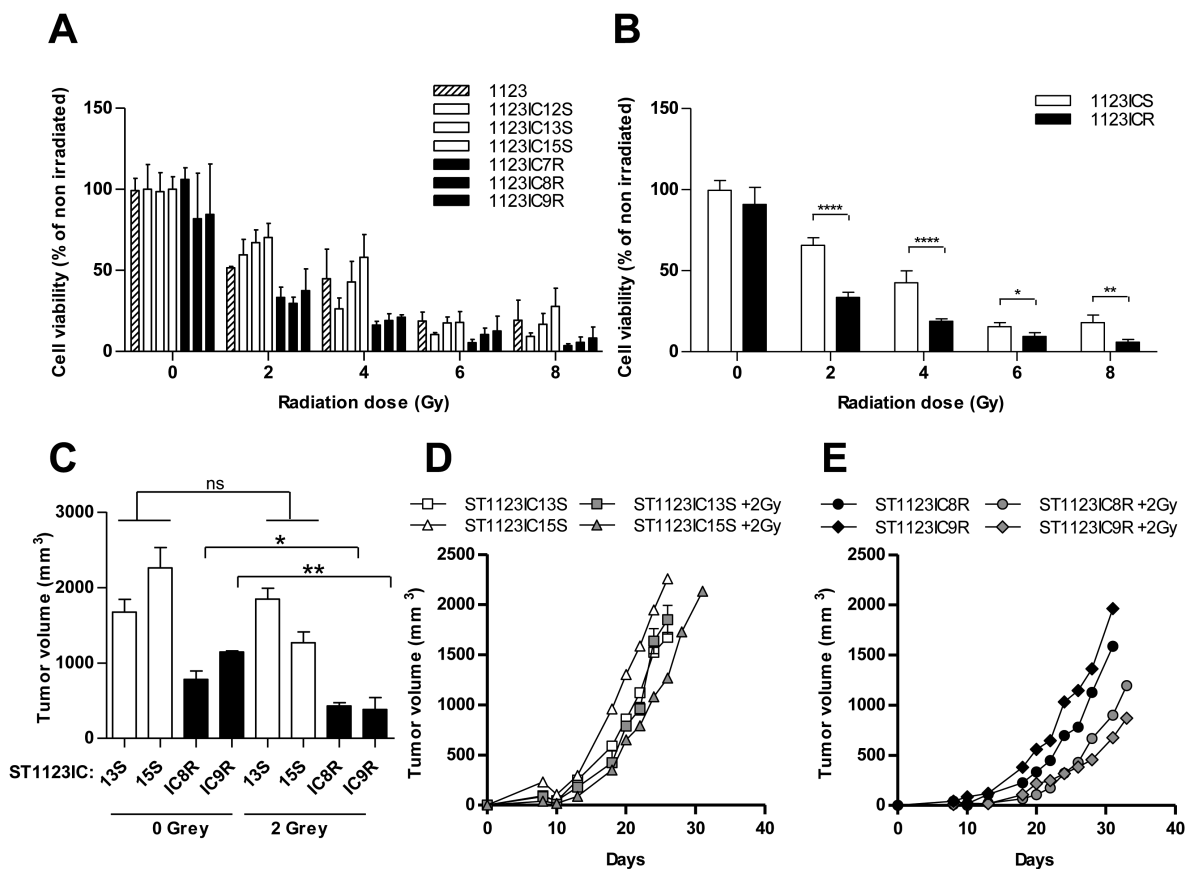 A
Cell viability (% of non irradiated)
150
100
50
0
0 2 4 6 8
Radiation dose (Gy)
1123
1123IC12S
1123IC13S
1123IC15S
1123IC7R
1123IC8R
1123IC9R
B
Cell viability (% of non irradiated)
150
100
50
0
0 2 4 6 8
Radiation dose (Gy)
1123ICS
1123ICR
****
****
*
**
C
Tumor volume (mm³)
3000
2000
1000
0
ns
*
**
ST1123IC: 13S 15S IC8R IC9R 13S 15S IC8R IC9R
0 Grey 2 Grey
D
ST1123IC13S ST1123IC13S +2Gy
ST1123IC15S ST1123IC15S +2Gy
Tumor volume (mm ³)
2500
2000
1500
1000
500
0
0 10 20 30 40
Days
E
ST1123IC8R ST1123IC8R +2Gy
ST1123IC9R ST1123IC9R +2Gy
Tumor volume (mm ³)
2500
2000
1500
1000
500
0
0 10 20 30 40
Days